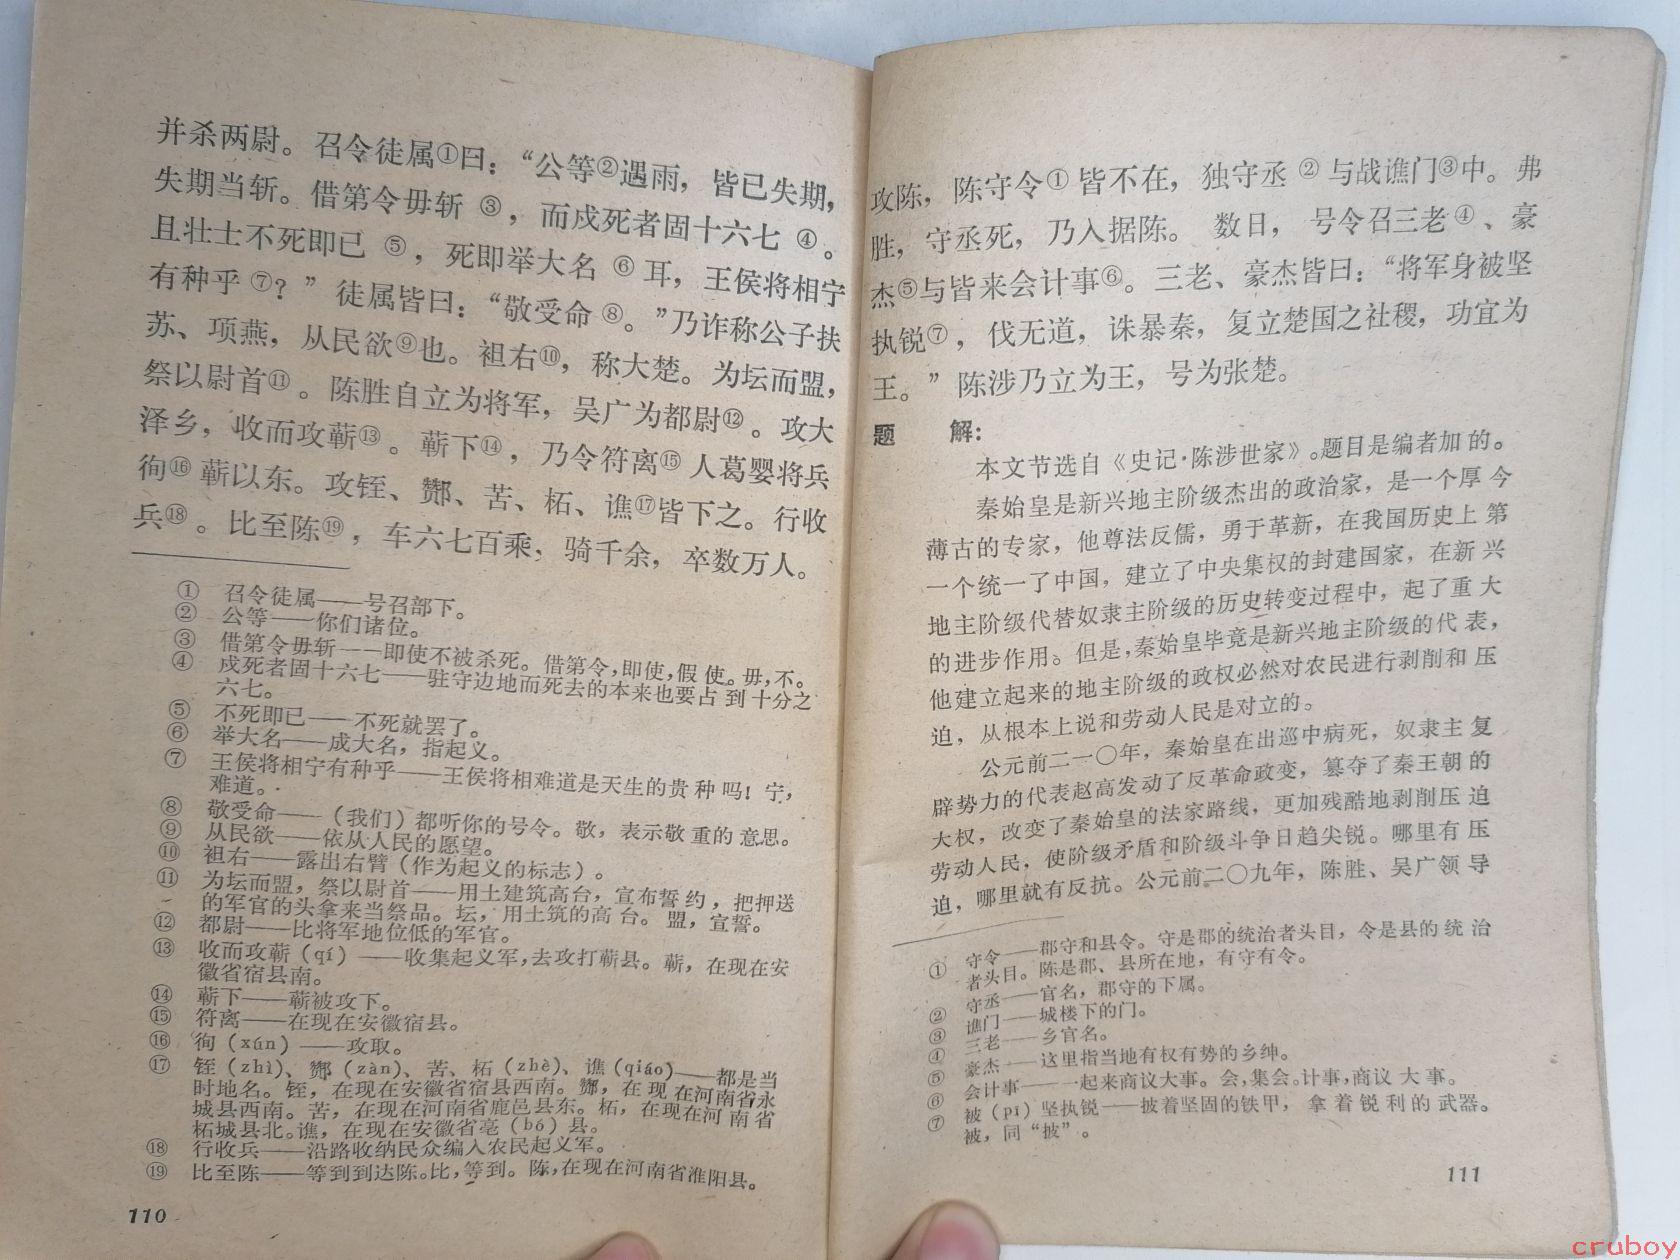 并杀两尉。召令徒属①曰：“公等②遇雨，皆已失期，
失期当斩。借第令毋斩③，而戍死者固十六七④。
且壮士不死即已⑤，死即举大名⑥耳，王侯将相宁
有种乎⑦？”徒属皆曰：“敬受命⑧。”乃诈称公子扶
苏、项燕，从民欲⑨也。袒右⑩，称大楚。为坛而盟，
祭以尉首⑪。陈胜自立为将军，吴广为都尉⑫。攻大
泽乡，收而攻蕲⑬。蕲下⑭，乃令符离⑮人葛婴将兵
徇⑯蕲以东。攻铚、酂、苦、柘、谯⑰皆下之。行收
兵⑱。比至陈⑲，车六七百乘，骑千余，卒数万人。
① 召令徒属——号召部下。
② 公等——你们诸位。
③ 借第令毋斩——即使不被杀死。借第令，即使，假使。毋，不。
④ 戍死者固十六七——驻守边地而死去的本来也要占到十分之
六七。
⑤ 不死即已——不死就罢了。
⑥ 举大名——成大名，指起义。
⑦ 王侯将相宁有种乎——王侯将相难道是天生的贵种吗！宁，
难道。
⑧ 敬受命——（我们）都听你的号令。敬，表示敬重的意思。
⑨ 从民欲——依从人民的愿望。
⑩ 袒右——露出右臂（作为起义的标志）。
⑪ 为坛而盟，祭以尉首——用土建筑高台，宣布誓约，把押送
的军官的头拿来当祭品。坛，用土筑的高台。盟，宣誓。
⑫ 都尉——比将军地位低的军官。
⑬ 收而攻蕲（qí）——收集起义军，去攻打蕲县。蕲，在现在安
徽省宿县南。
⑭ 蕲下——蕲被攻下。
⑮ 符离——在现在安徽宿县。
⑯ 徇（xún）——攻取。
⑰ 铚（zhì）、酂（zàn）、苦、柘（zhè）、谯（qiáo）——都是当
时地名。铚，在现在安徽省宿县西南。酂，在现在河南省永
城县西南。苦，在现在河南省鹿邑县东。柘，在现在河南省
柘城县北。谯，在现在安徽省亳（bó）县。
⑱ 行收兵——沿路收纳民众编入农民起义军。
⑲ 比至陈——等到到达陈。比，等到。陈，在现在河南省淮阳县。
110
攻陈，陈守令①皆不在，独守丞②与战谯门③中。弗
胜，守丞死，乃入据陈。数日，号令召三老④、豪
杰⑤与皆来会计事⑥。三老、豪杰皆曰：“将军身被坚
执锐⑦，伐无道，诛暴秦，复立楚国之社稷，功宜为
王。”陈涉乃立为王，号为张楚。
题 解：
本文节选自《史记·陈涉世家》。题目是编者加的。
秦始皇是新兴地主阶级杰出的政治家，是一个厚今
薄古的专家，他尊法反儒，勇于革新，在我国历史上第
一个统一了中国，建立了中央集权的封建国家，在新兴
地主阶级代替奴隶主阶级的历史转变过程中，起了重大
的进步作用。但是，秦始皇毕竟是新兴地主阶级的代表，
他建立起来的地主阶级的政权必然对农民进行剥削和压
迫，从根本上说和劳动人民是对立的。
公元前二一〇年，秦始皇在出巡中病死，奴隶主复
辟势力的代表赵高发动了反革命政变，篡夺了秦王朝的
大权，改变了秦始皇的法家路线，更加残酷地剥削压迫
劳动人民，使阶级矛盾和阶级斗争日趋尖锐。哪里有压
迫，哪里就有反抗。公元前二〇九年，陈胜、吴广领导
① 守令——郡守和县令。守是郡的统治者头目，令是县的统治
者头目。陈是郡、县所在地，有守有令。
② 守丞——官名，郡守的下属。
③ 谯门——城楼下的门。
④ 三老——乡官名。
⑤ 豪杰——这里指当地有权有势的乡绅。
⑥ 会计事——一起来商议大事。会，集会。计事，商议大事。
⑦ 被（pī）坚执锐——披着坚固的铁甲，拿着锐利的武器。
被，同“披”。
111
cruboy